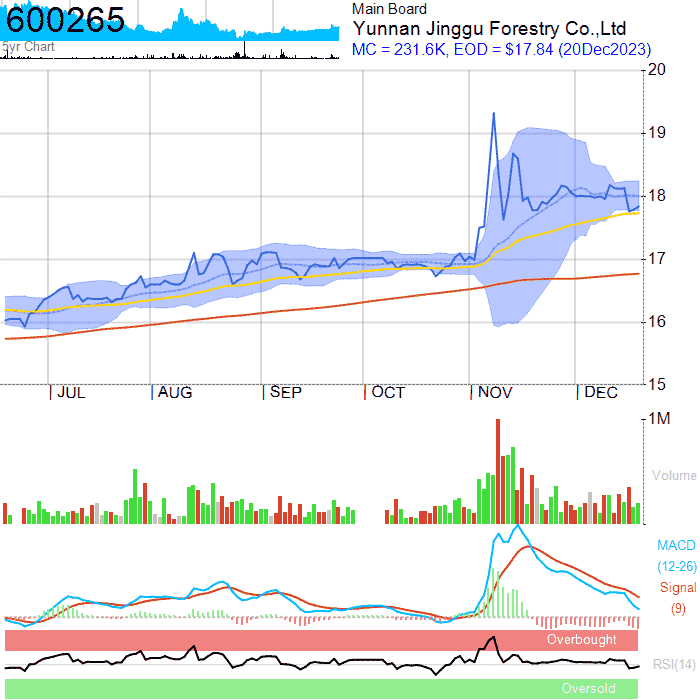 600265
5yr Chart
Main Board
Yunnan Jinggu Forestry Co.,Ltd
MC = 231.6K, EOD = $17.84 (20Dec2023)
20
19
18
17
16
15
JUL
AUG
SEP
OCT
NOV
DEC
1M
Volume
MACD
(12-26)
Signal
(9)
Overbought
RSI(14)
Oversold